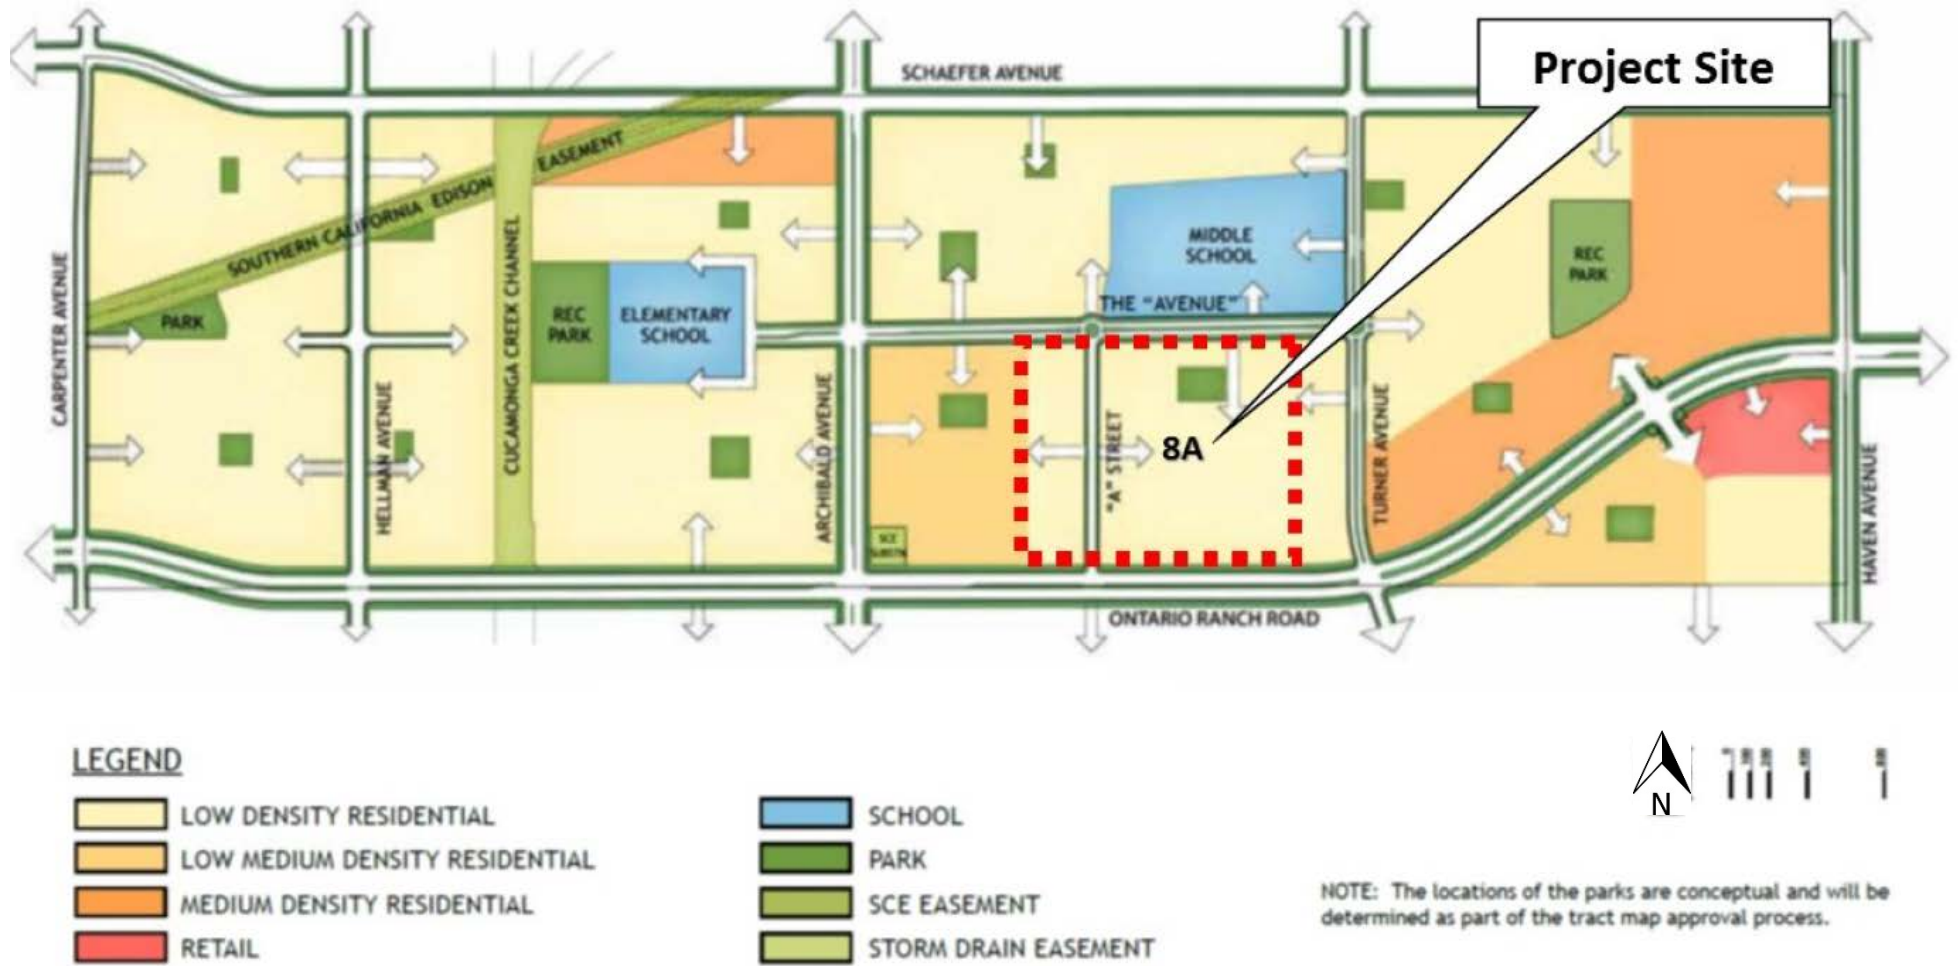 SCHAEFER AVENUE
Project Site
SOUTHERN CALIFORNIA EDISON EASEMENT
MIDDLE
SCHOOL
REC
PARK
THE "AVENUE"
CARPENTER AVENUE
PARK
HELLMAN AVENUE
CUCAMONGA CREEK CHANNEL
REC
PARK
ELEMENTARY
SCHOOL
ARCHIBALD AVENUE
"A" STREET
8A
TURNER AVENUE
HAVEN AVENUE
SCE
ONTARIO RANCH ROAD
LEGEND
LOW DENSITY RESIDENTIAL
LOW MEDIUM DENSITY RESIDENTIAL
MEDIUM DENSITY RESIDENTIAL
RETAIL
SCHOOL
PARK
SCE EASEMENT
STORM DRAIN EASEMENT
N
NOTE: The locations of the parks are conceptual and will be
determined as part of the tract map approval process.